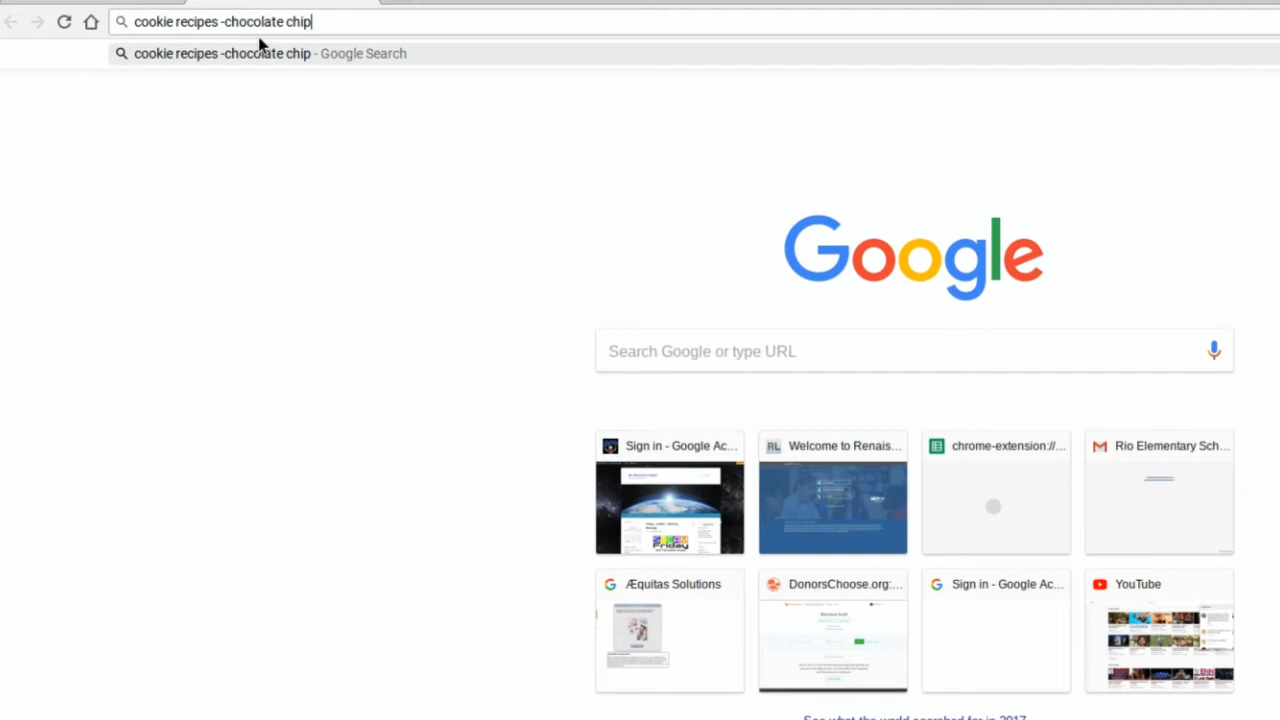 cookie recipes -chocolate chip
cookie recipes -chocolate chip - Google Search
Google
Search Google or type URL
Sign in - Google Ac...
RL Welcome to Renais...
chrome-extension://...
Rio Elementary Sch...
Friday
Æquitas Solutions
DonorsChoose.org:...
Sign in - Google Ac...
YouTube
See what the world searched for in 2017